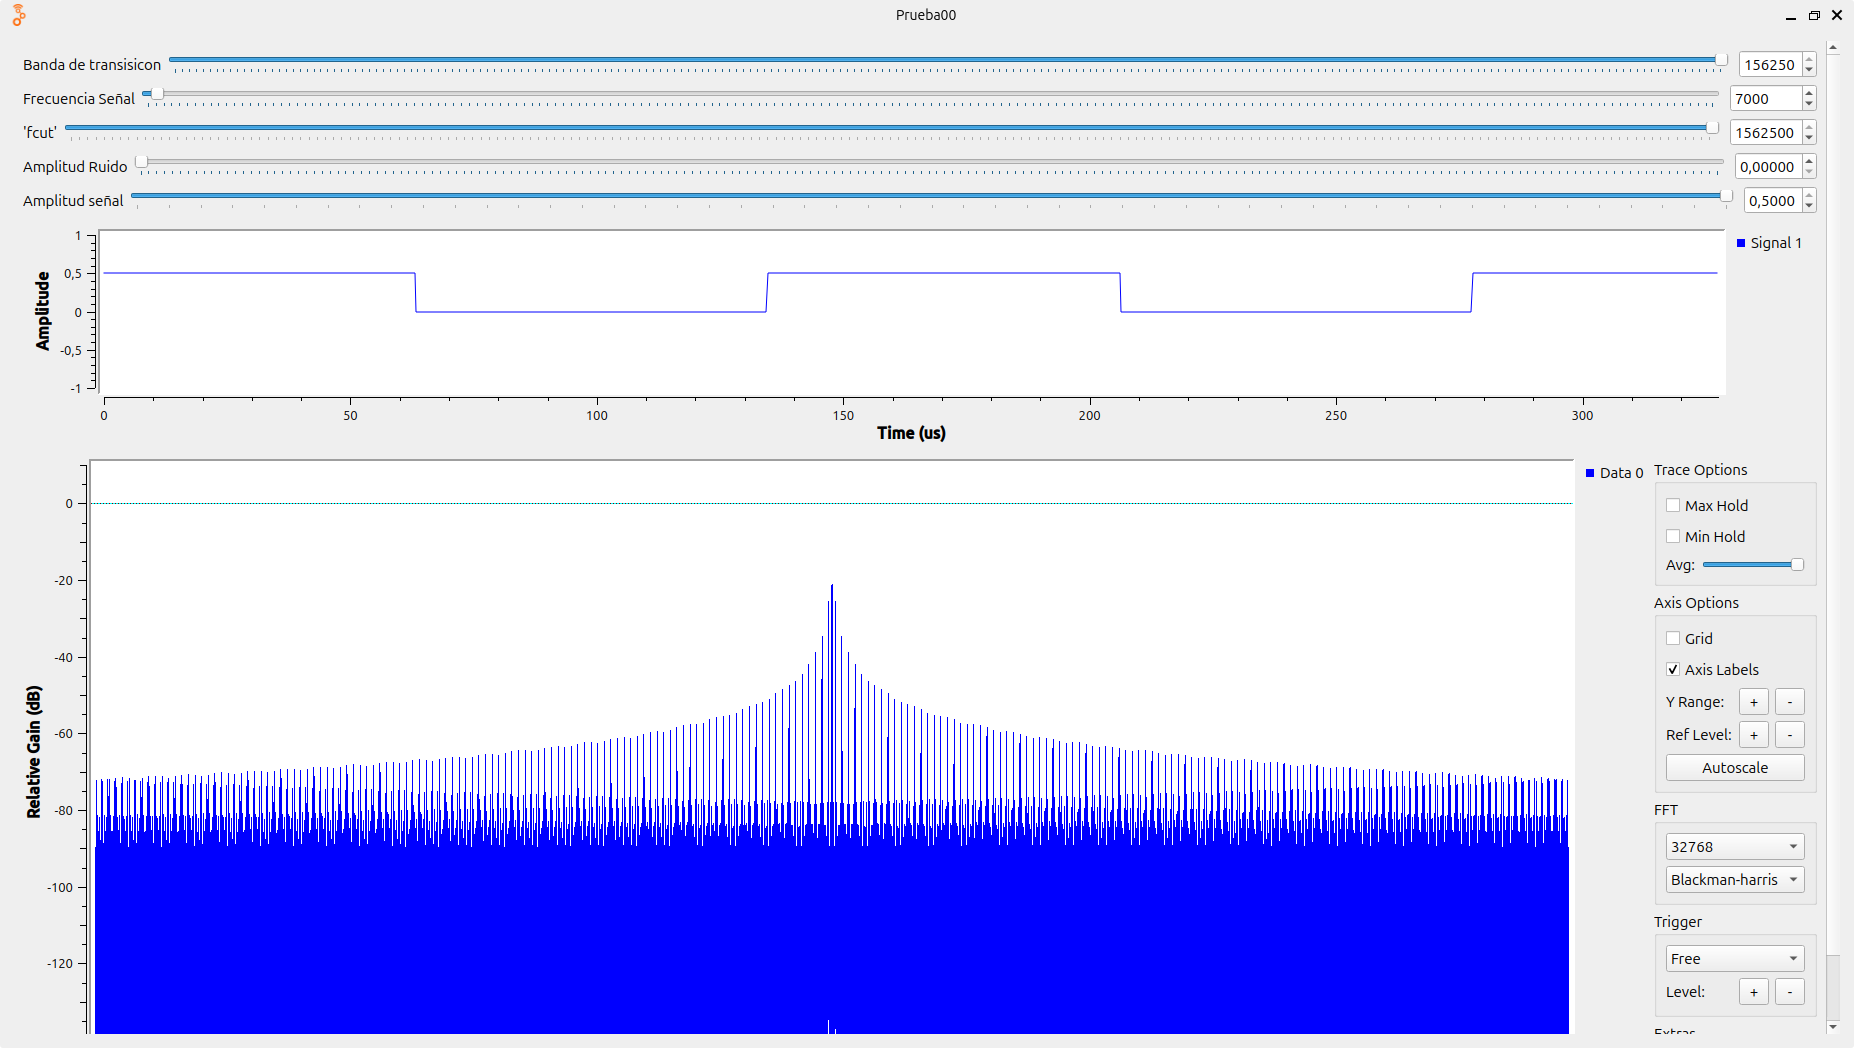 Prueba00
Banda de transisicon 156250
Frecuencia Señal 7000
'fcut' 1562500
Amplitud Ruido 0,00000
Amplitud señal 0,5000
Amplitude
1
0,5
0
-0,5
-1
Signal 1
0 50 100 150 200 250 300
Time (us)
Relative Gain (dB)
0
-20
-40
-60
-80
-100
-120
Data 0
Trace Options
Max Hold
Min Hold
Avg:
Axis Options
Grid
Axis Labels
Y Range: + -
Ref Level: + -
Autoscale
FFT
32768
Blackman-harris
Trigger
Free
Level: + -
Extras